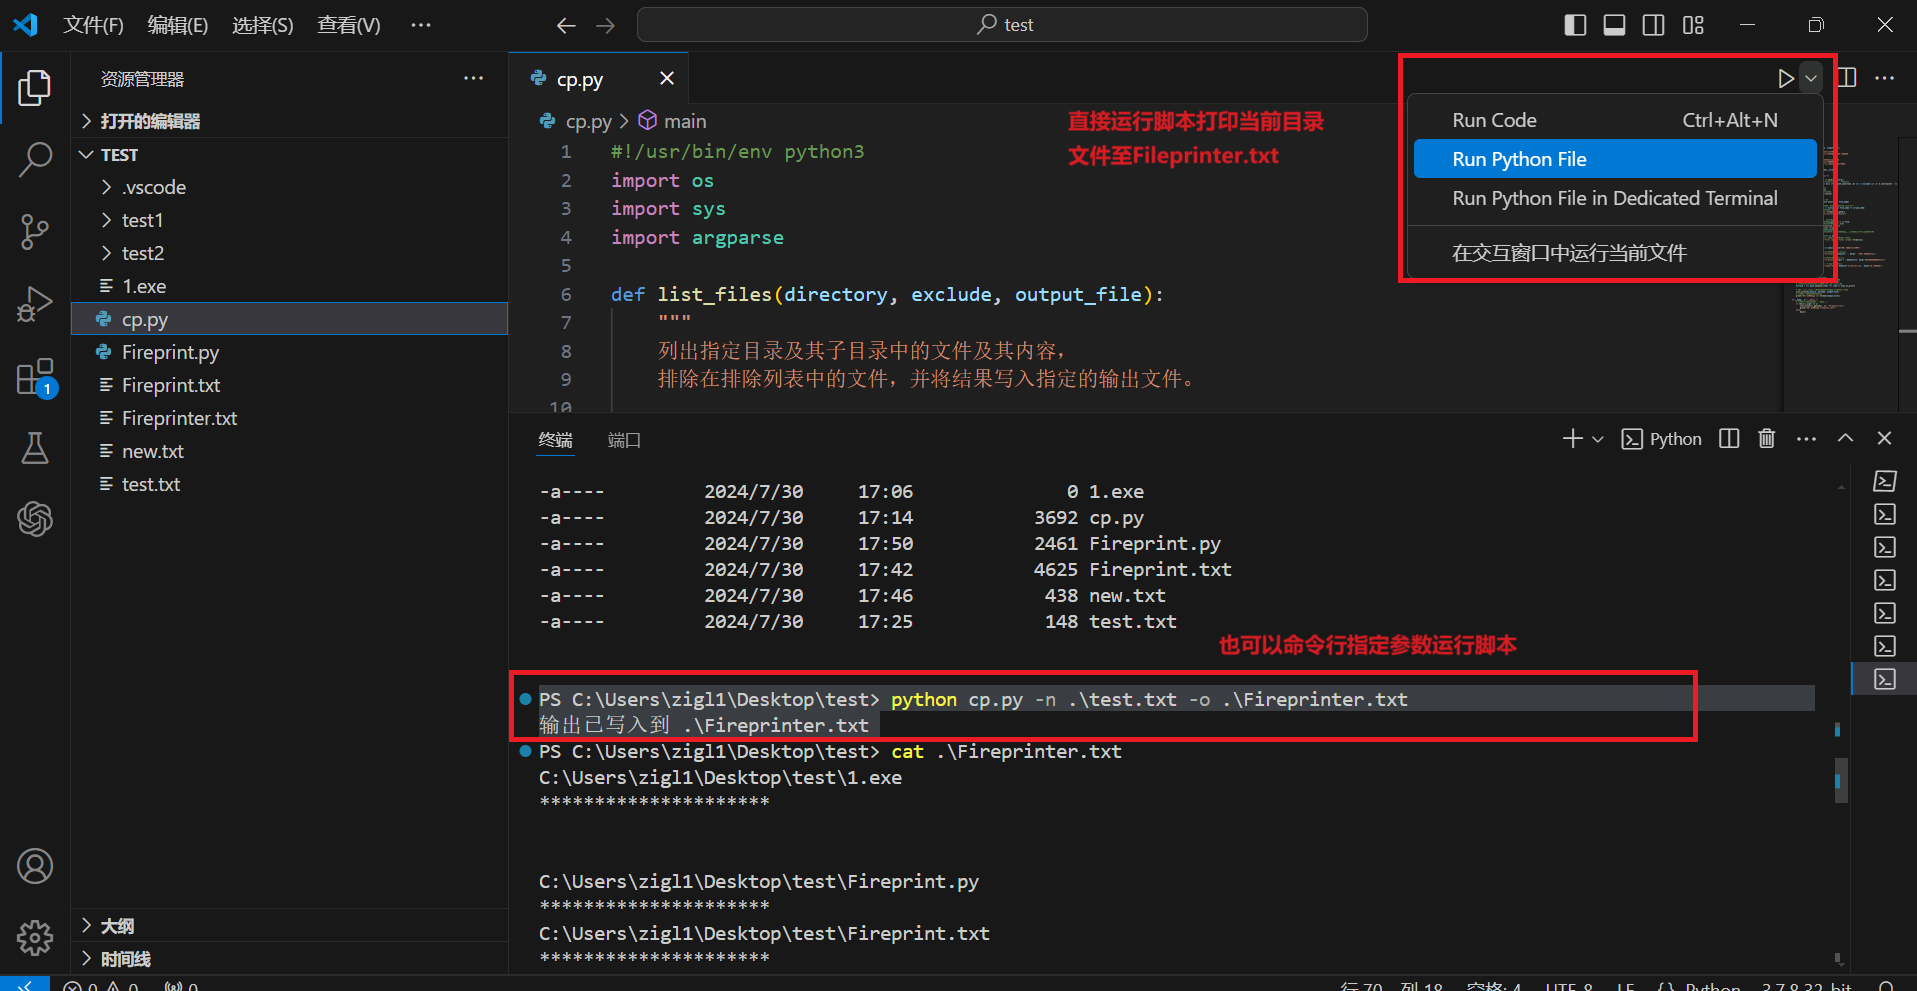 文件(F) 编辑(E) 选择(S) 查看(V) ··· test
资源管理器
打开的编辑器
TEST
.vscode
test1
test2
1.exe
cp.py
Fireprint.py
Fireprint.txt
Fireprinter.txt
new.txt
test.txt
大纲
时间线
1
cp.py
cp.py > main
直接运行脚本打印当前目录
文件至Fileprinter.txt
Run Code Ctrl+Alt+N
Run Python File
Run Python File in Dedicated Terminal
在交互窗口中运行当前文件
1 #!/usr/bin/env python3
2 import os
3 import sys
4 import argparse
5
6 def list_files(directory, exclude, output_file):
7 """
8 列出指定目录及其子目录中的文件及其内容，
9 排除在排除列表中的文件，并将结果写入指定的输出文件。
10
终端 端口 Python
-a---- 2024/7/30 17:06 0 1.exe
-a---- 2024/7/30 17:14 3692 cp.py
-a---- 2024/7/30 17:50 2461 Fireprint.py
-a---- 2024/7/30 17:42 4625 Fireprint.txt
-a---- 2024/7/30 17:46 438 new.txt
-a---- 2024/7/30 17:25 148 test.txt
也可以命令行指定参数运行脚本
PS C:\Users\zigl1\Desktop\test> python cp.py -n .\test.txt -o .\Fireprinter.txt
输出已写入到 .\Fireprinter.txt
PS C:\Users\zigl1\Desktop\test> cat .\Fireprinter.txt
C:\Users\zigl1\Desktop\test\1.exe
*********************
C:\Users\zigl1\Desktop\test\Fireprint.py
*********************
C:\Users\zigl1\Desktop\test\Fireprint.txt
*********************
0 0 0 行 70，列 18 空格: 4 UTF-8 LF {} Python 3.7.8 32-bit